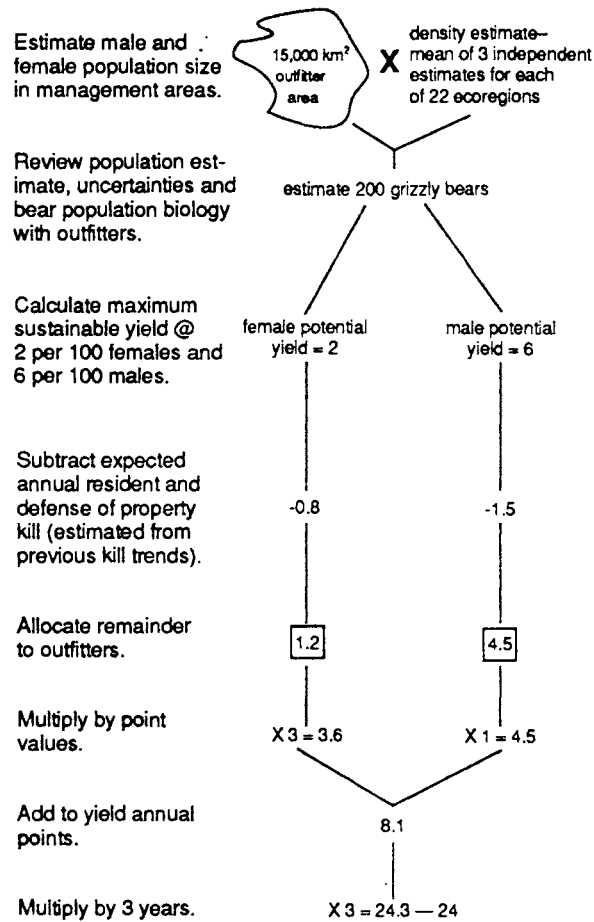 Estimate male and
female population size
in management areas.
15,000 km²
outfitter
area
X
density estimate–
mean of 3 independent
estimates for each
of 22 ecoregions
Review population est-
imate, uncertainties and
bear population biology
with outfitters.
estimate 200 grizzly bears
Calculate maximum
sustainable yield @
2 per 100 females and
6 per 100 males.
female potential
yield = 2
male potential
yield = 6
Subtract expected
annual resident and
defense of property
kill (estimated from
previous kill trends).
-0.8
-1.5
Allocate remainder
to outfitters.
1.2
4.5
Multiply by point
values.
X 3 = 3.6
X 1 = 4.5
Add to yield annual
points.
8.1
Multiply by 3 years.
X 3 = 24.3 — 24